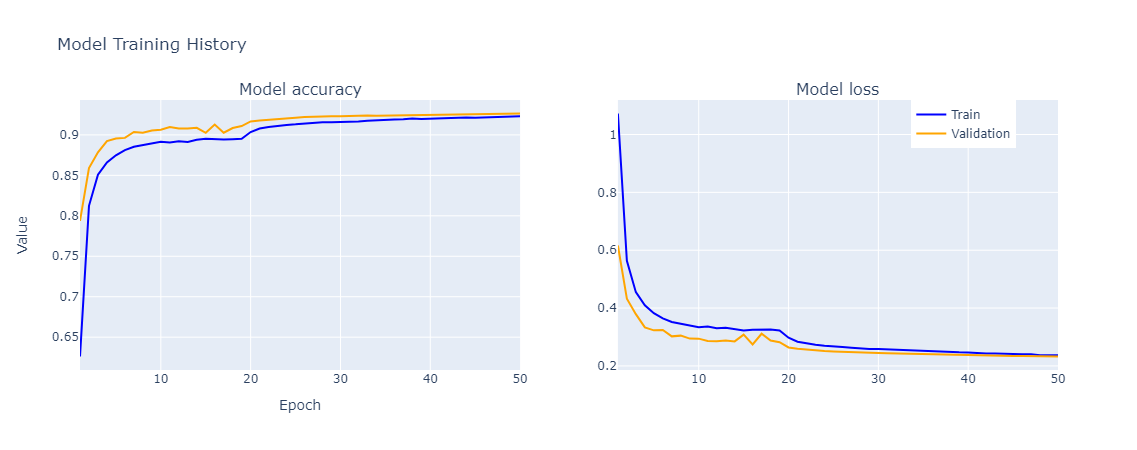 Model Training History
Model accuracy
0.9
0.85
0.8
0.75
0.7
0.65
Value
10 20 30 40 50
Epoch
Model loss
Train
Validation
1
0.8
0.6
0.4
0.2
10 20 30 40 50